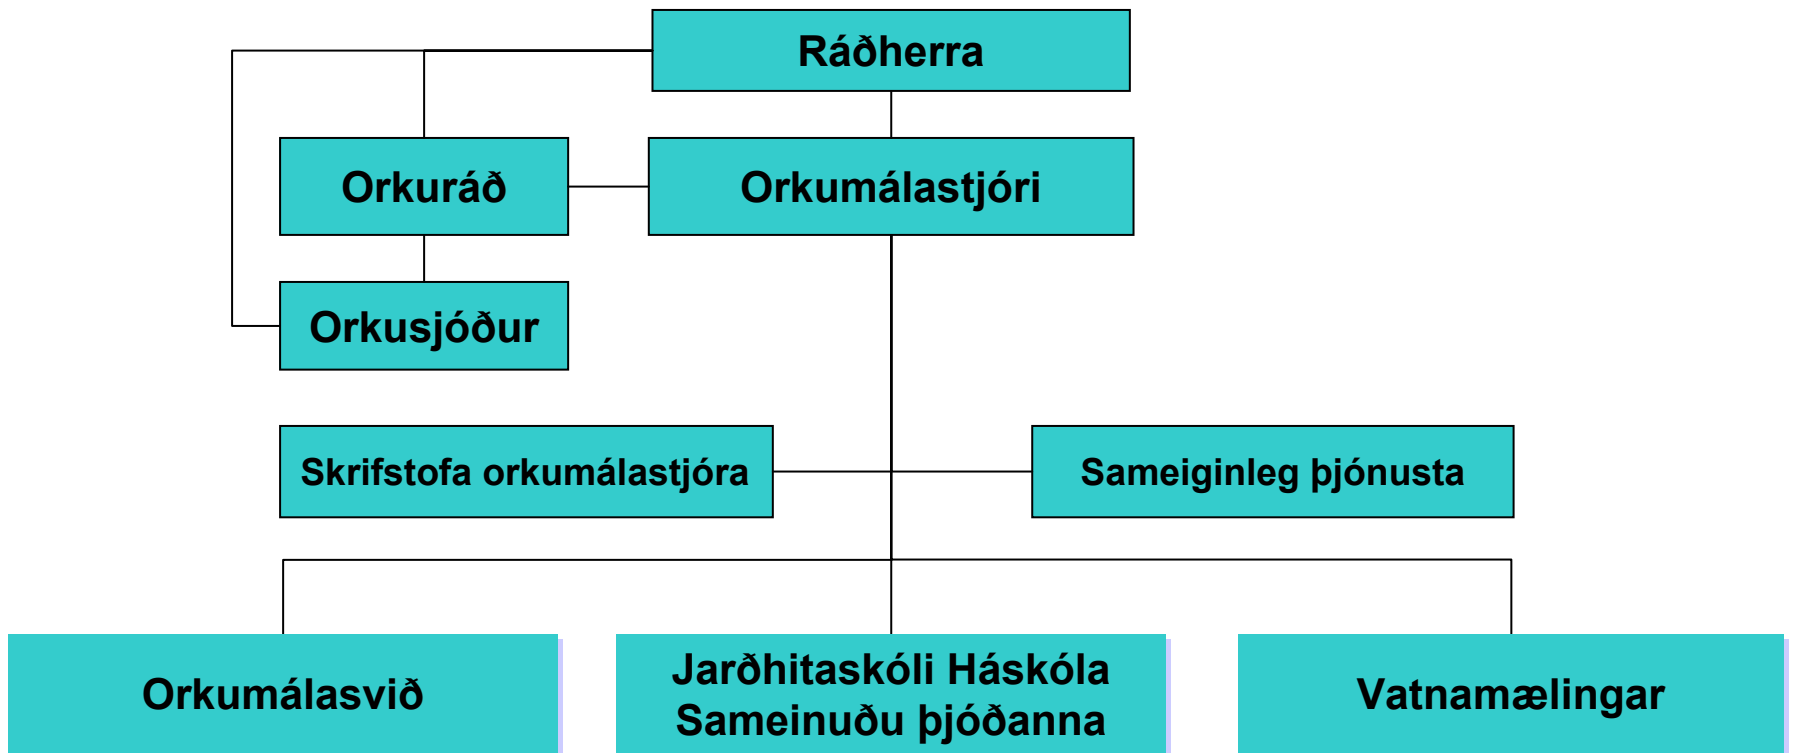 Ráðherra
Orkuráð
Orkumálastjóri
Orkusjóður
Skrifstofa orkumálastjóra
Sameiginleg þjónusta
Orkumálasvið
Jarðhitaskóli Háskóla
Sameinuðu þjóðanna
Vatnamælingar